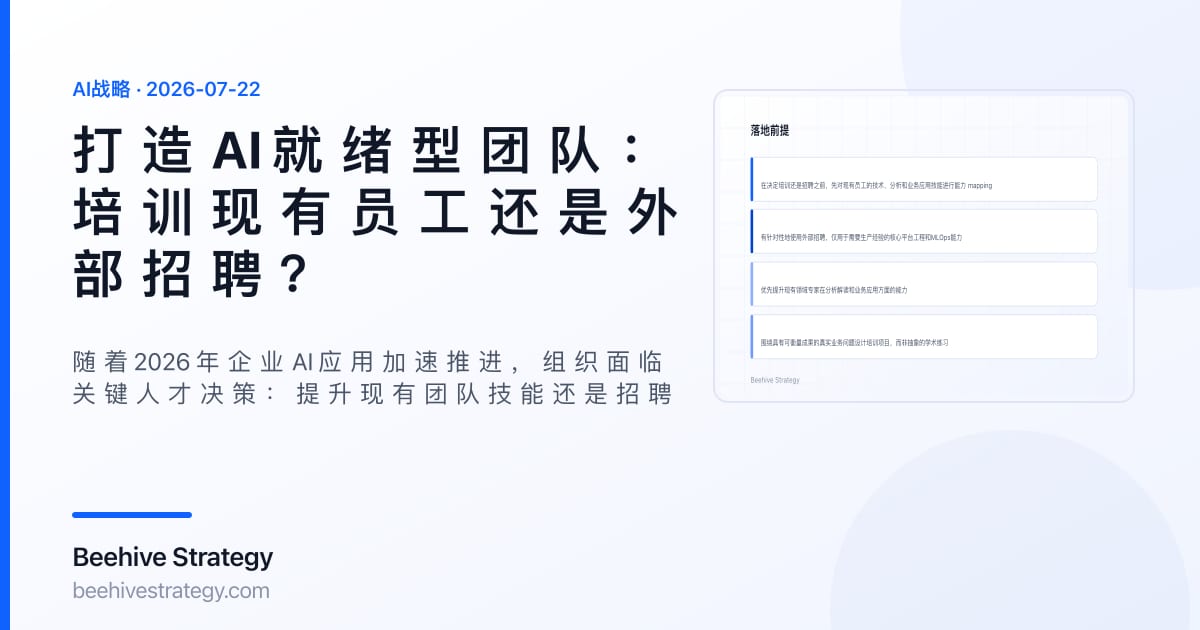 AI战略 · 2026-07-22
打造AI就绪型团队：
培训现有员工还是外
部招聘？
随着2026年企业AI应用加速推进，组织面临
关键人才决策：提升现有团队技能还是招聘
Beehive Strategy
beehivestrategy.com
落地前提
在决定培训还是招聘之前，先对现有员工的技术、分析和业务应用技能进行能力 mapping
有针对性地使用外部招聘，仅用于需要生产经验的核心平台工程和MLOps能力
优先提升现有领域专家在分析解读和业务应用方面的能力
围绕具有可衡量成果的真实业务问题设计培训项目，而非抽象的学术练习
Beehive Strategy